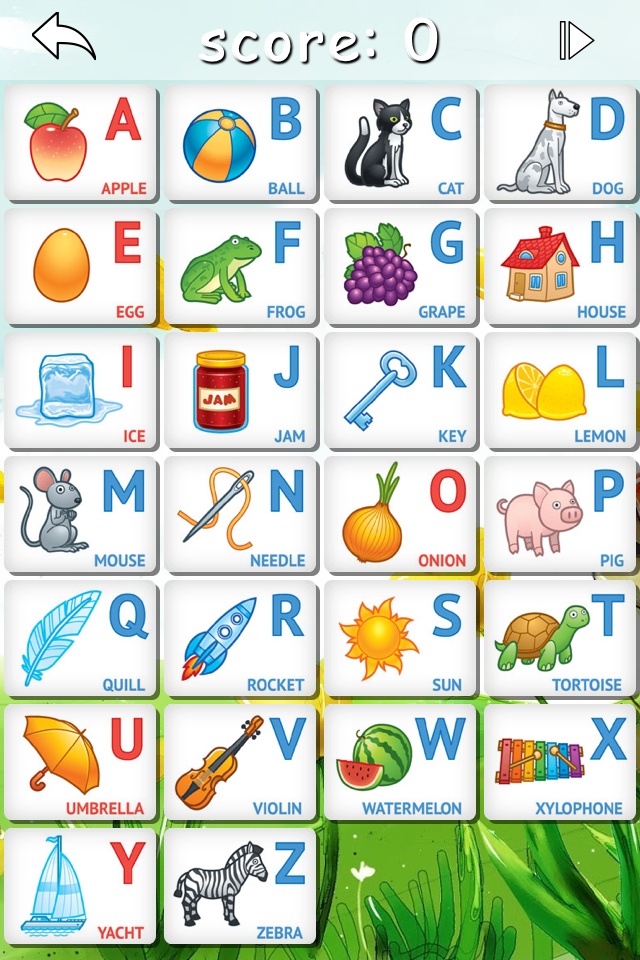 score: 0
A
APPLE
B
BALL
C
CAT
D
DOG
E
EGG
F
FROG
G
GRAPE
H
HOUSE
I
ICE
J
JAM
JAM
K
KEY
L
LEMON
M
MOUSE
N
NEEDLE
O
ONION
P
PIG
Q
QUILL
R
ROCKET
S
SUN
T
TORTOISE
U
UMBRELLA
V
VIOLIN
W
WATERMELON
X
XYLOPHONE
Y
YACHT
Z
ZEBRA